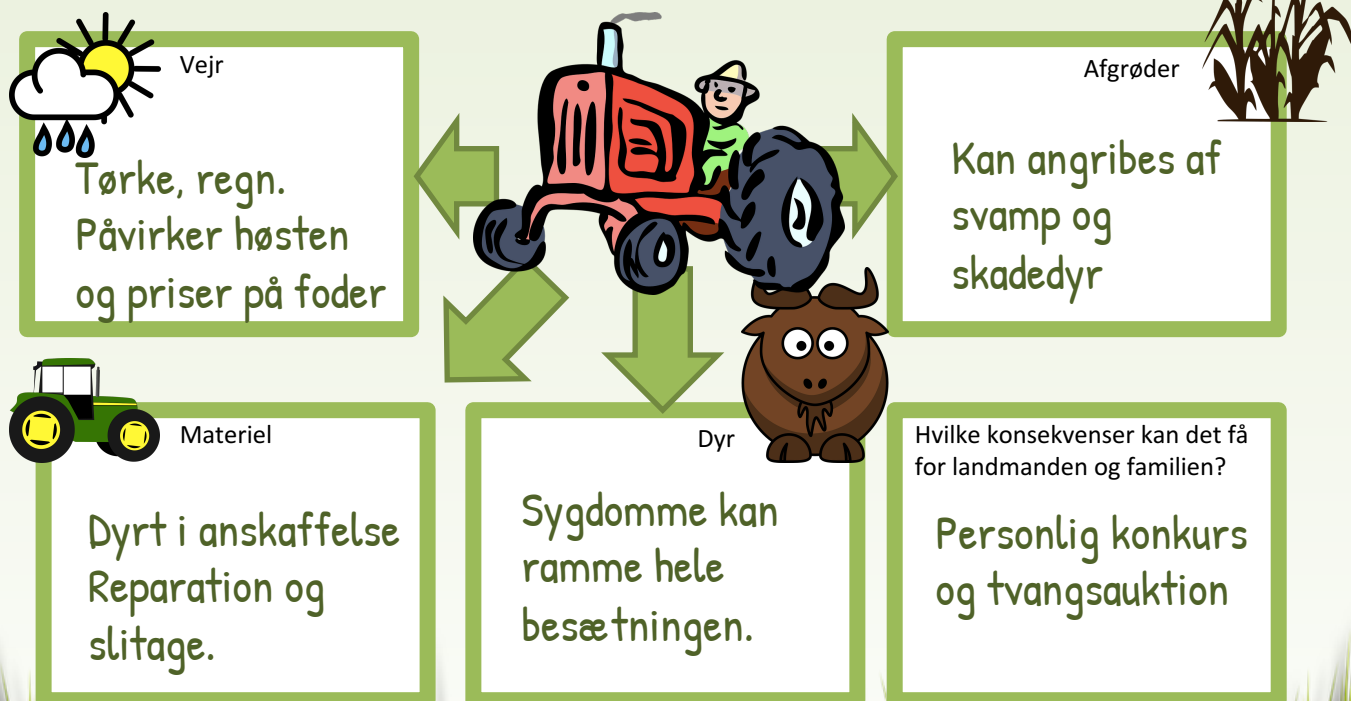 Vejr
Tørke, regn.
Påvirker høsten
og priser på foder
Afgrøder
Kan angribes af
svamp og
skadedyr
Materiel
Dyrt i anskaffelse
Reparation og
slitage.
Dyr
Sygdomme kan
ramme hele
besætningen.
Hvilke konsekvenser kan det få
for landmanden og familien?
Personlig konkurs
og tvangsauktion